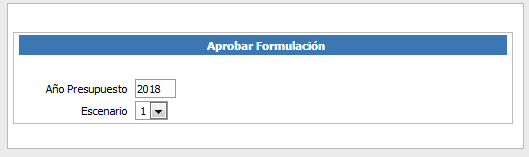 Aprobar Formulación
Año Presupuesto 2018
Escenario 1